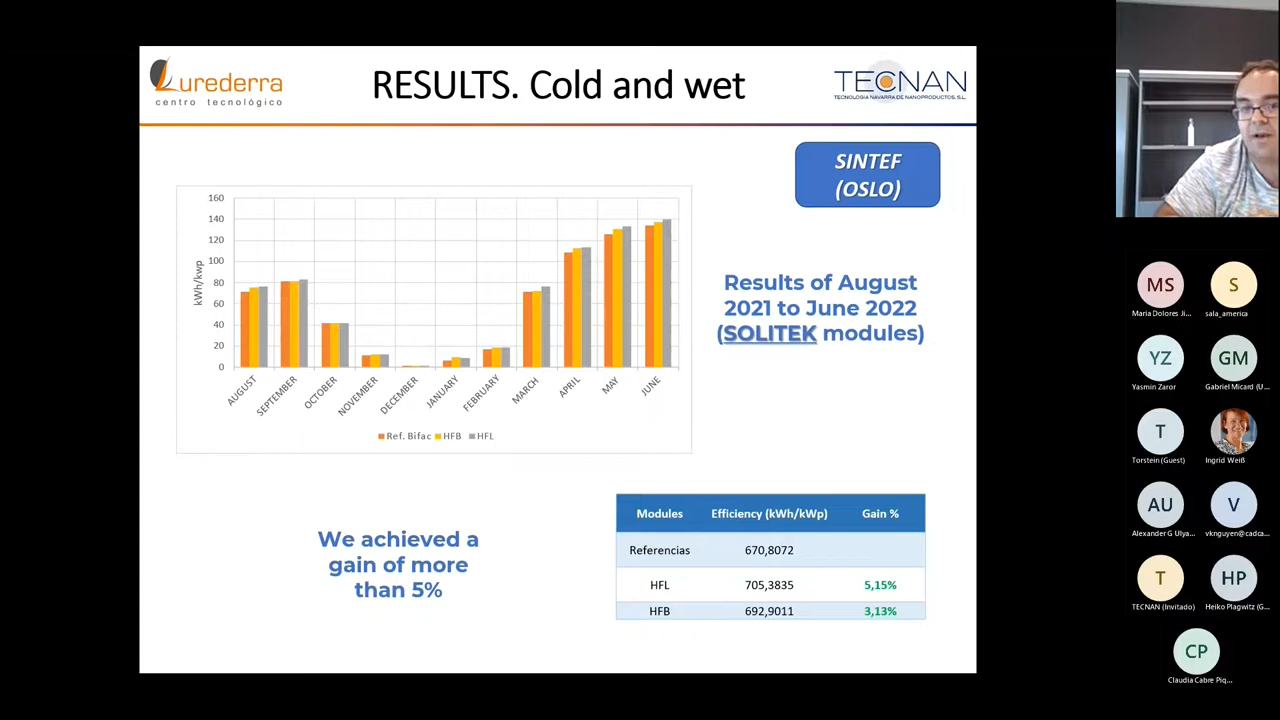 Lurederra
centro tecnológico
RESULTS. Cold and wet
TECNAN
TECNOLOGIA NAVARRA DE NANOPRODUCTOS, S.L.
SINTEF
(OSLO)
160
140
120
100
80
60
40
20
0
kWh/kwp
AUGUST
SEPTEMBER
OCTOBER
NOVEMBER
DECEMBER
JANUARY
FEBRUARY
MARCH
APRIL
MAY
JUNE
Ref. Bifac HFB HFL
Results of August
2021 to June 2022
(SOLITEK modules)
We achieved a
gain of more
than 5%
Modules Efficiency (kWh/kWp) Gain %
Referencias 670,8072
HFL 705,3835 5,15%
HFB 692,9011 3,13%
MS S
Maria Dolores Ji... sala_america
YZ GM
Yasmin Zaror Gabriel Micard (U...
T
Torstein (Guest) Ingrid Weiß
AU V
Alexander G Ulya... vknguyen@cadca...
T HP
TECNAN (Invitado) Heiko Plagwitz (G...
CP
Claudia Cabre Piq...